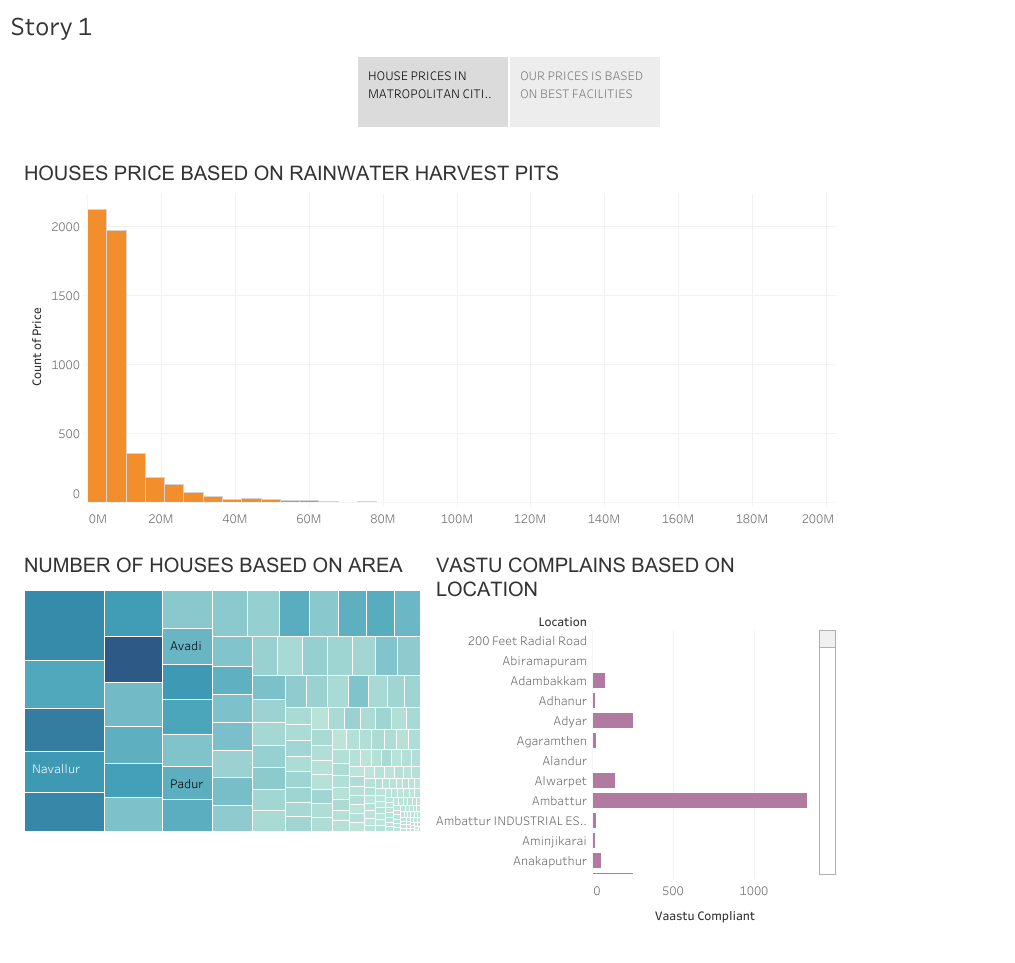 Story 1
HOUSE PRICES IN
MATROPOLITAN CITI..
OUR PRICES IS BASED
ON BEST FACILITIES
HOUSES PRICE BASED ON RAINWATER HARVEST PITS
Count of Price
2000
1500
1000
500
0
0M 20M 40M 60M 80M 100M 120M 140M 160M 180M 200M
NUMBER OF HOUSES BASED ON AREA
Avadi
Navallur
Padur
VASTU COMPLAINS BASED ON
LOCATION
Location
200 Feet Radial Road
Abiramapuram
Adambakkam
Adhanur
Adyar
Agaramthen
Alandur
Alwarpet
Ambattur
Ambattur INDUSTRIAL ES..
Aminjikarai
Anakaputhur
0 500 1000
Vaastu Compliant